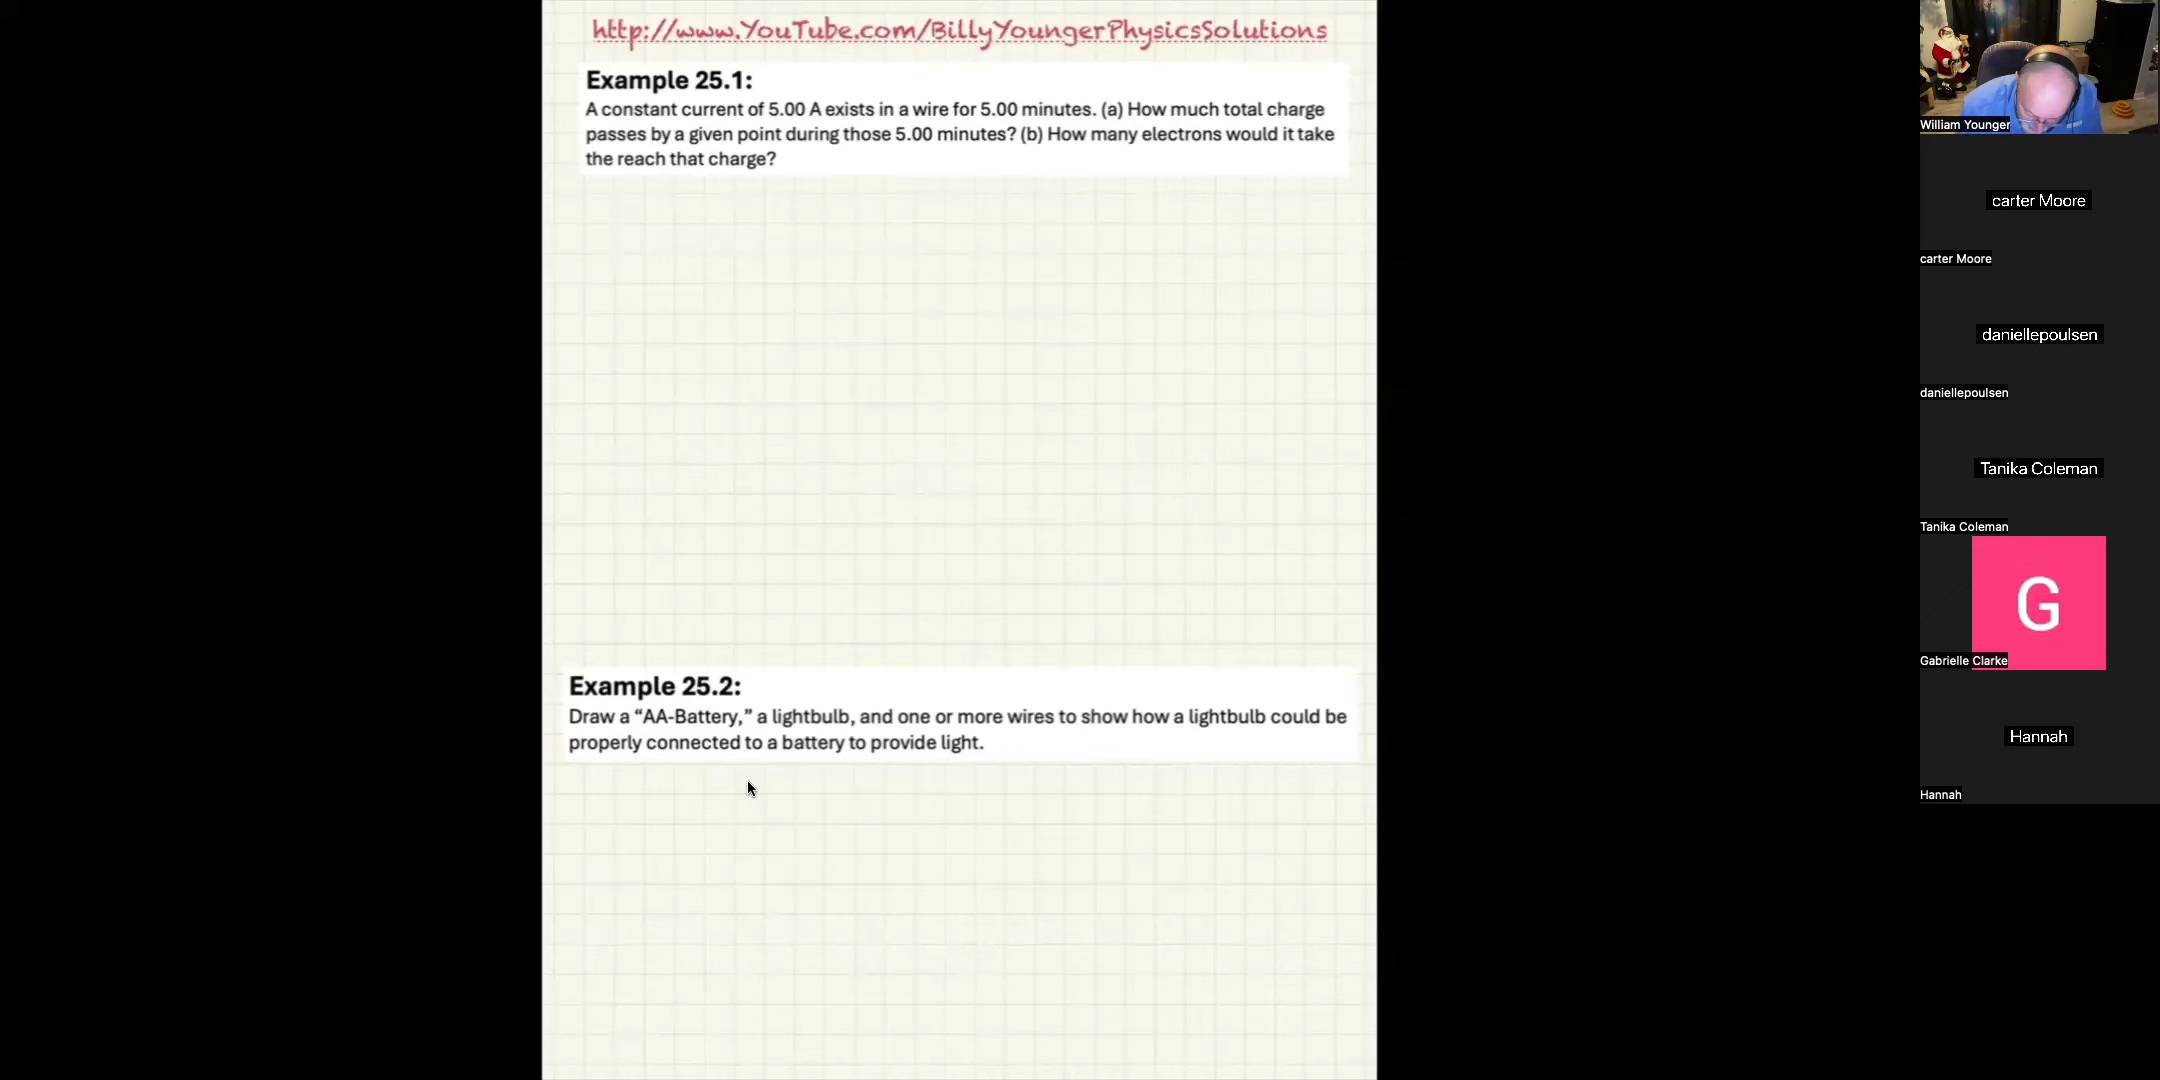 http://www.YouTube.com/BillyYoungerPhysicsSolutions
Example 25.1:
A constant current of 5.00 A exists in a wire for 5.00 minutes. (a) How much total charge
passes by a given point during those 5.00 minutes? (b) How many electrons would it take
the reach that charge?
Example 25.2:
Draw a “AA-Battery,” a lightbulb, and one or more wires to show how a lightbulb could be
properly connected to a battery to provide light.
William Younger
carter Moore
carter Moore
daniellepoulsen
daniellepoulsen
Tanika Coleman
Tanika Coleman
G
Gabrielle Clarke
Hannah
Hannah